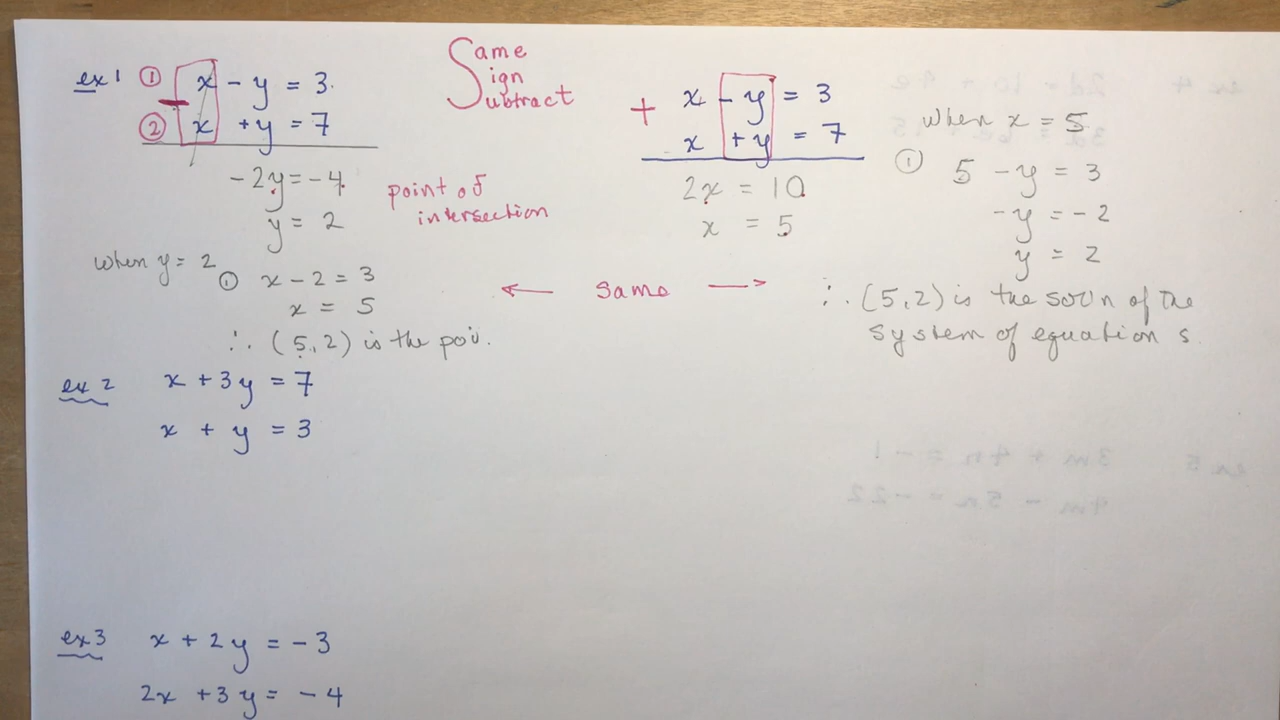 ex 1 ① x - y = 3
② x + y = 7
-2y = -4
y = 2
when y = 2
① x - 2 = 3
x = 5
∴ (5, 2) is the poi.
Same
Sign
Subtract
point of
intersection
← same →
+ x - y = 3
x + y = 7
2x = 10
x = 5
when x = 5
① 5 - y = 3
-y = -2
y = 2
∴ (5, 2) is the sol'n of the
system of equations.
ex 2 x + 3y = 7
x + y = 3
ex 3 x + 2y = -3
2x + 3y = -4